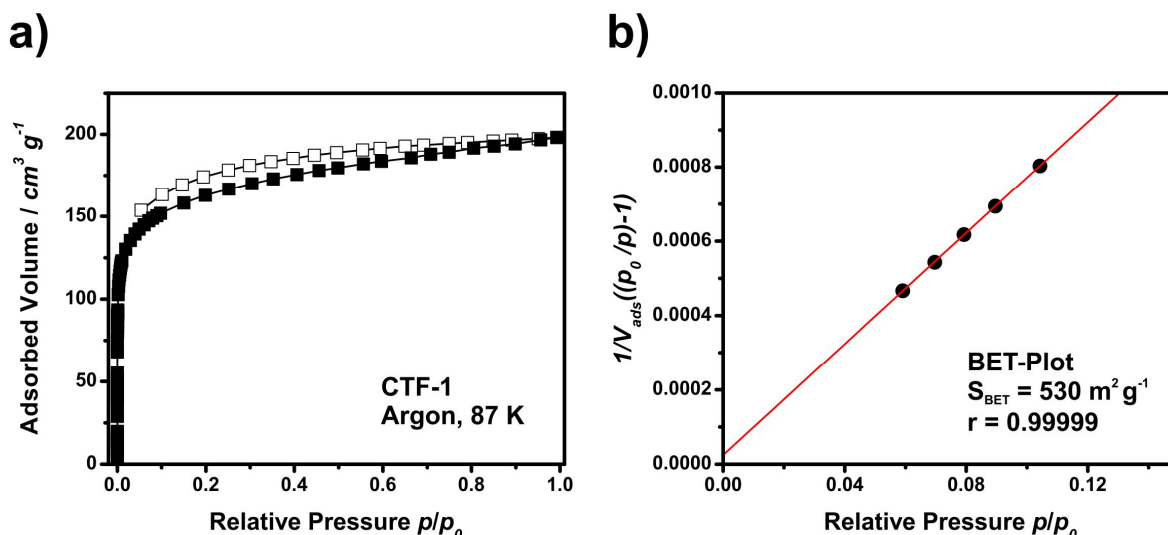 a)
Adsorbed Volume / cm³ g⁻¹
200
150
100
50
0
CTF-1
Argon, 87 K
0.0 0.2 0.4 0.6 0.8 1.0
Relative Pressure p/p₀
b)
1/V_ads((p₀/p)-1)
0.0010
0.0008
0.0006
0.0004
0.0002
0.0000
BET-Plot
S_BET = 530 m² g⁻¹
r = 0.99999
0.00 0.04 0.08 0.12
Relative Pressure p/p₀